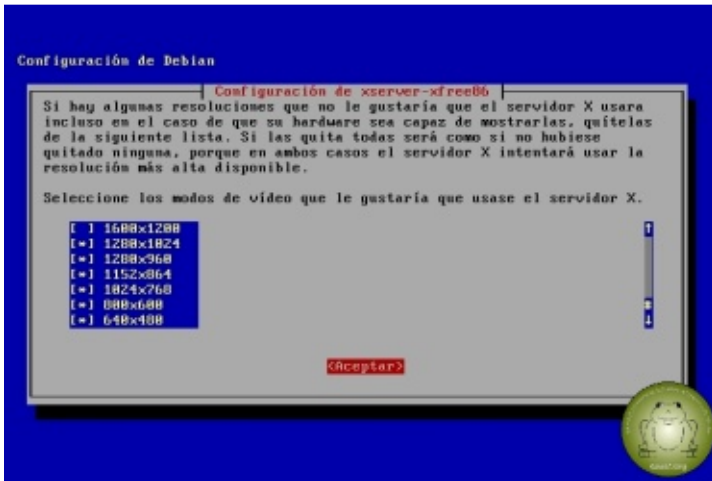 Configuración de Debian
Configuración de xserver-xfree86
Si hay algunas resoluciones que no le gustaría que el servidor X usara
incluso en el caso de que su hardware sea capaz de mostrarlas, quítelas
de la siguiente lista. Si las quita todas será como si no hubiese
quitado ninguna, porque en ambos casos el servidor X intentará usar la
resolución más alta disponible.
Seleccione los modos de vídeo que le gustaría que usase el servidor X.
[ ] 1600x1200
[*] 1280x1024
[*] 1280x960
[*] 1152x864
[*] 1024x768
[*] 800x600
[*] 640x480
<Aceptar>